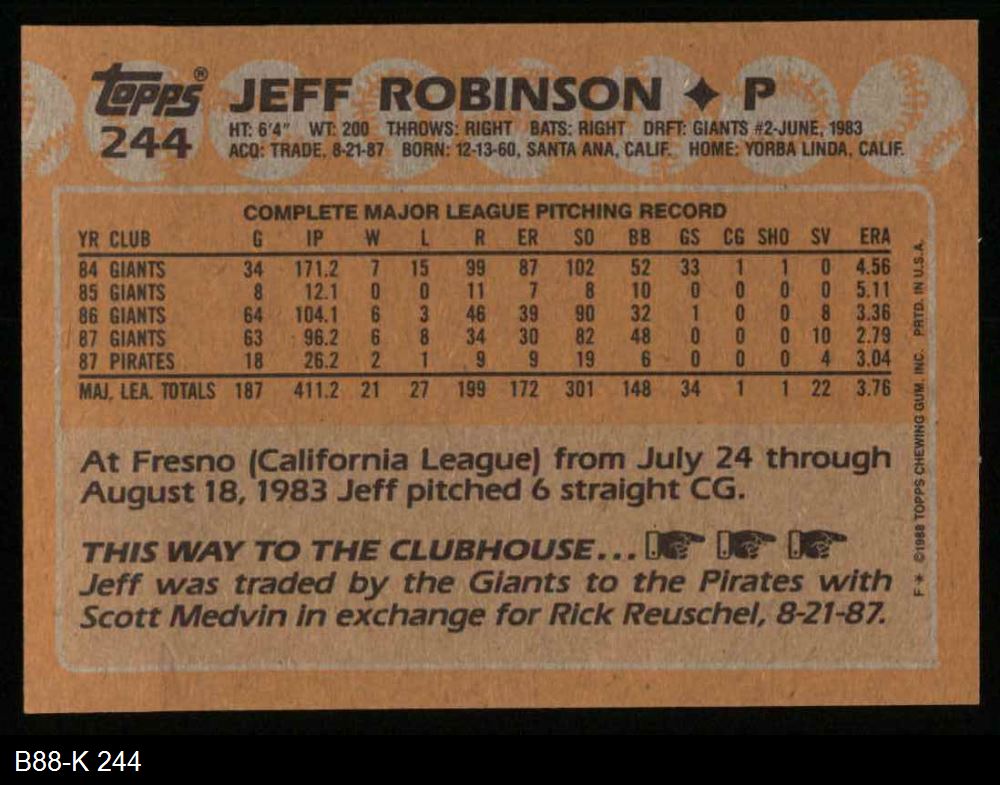 Topps® JEFF ROBINSON ✦ P
244
HT: 6'4" WT: 200 THROWS: RIGHT BATS: RIGHT DRFT: GIANTS #2-JUNE, 1983
ACQ: TRADE, 8-21-87 BORN: 12-13-60, SANTA ANA, CALIF. HOME: YORBA LINDA, CALIF.
COMPLETE MAJOR LEAGUE PITCHING RECORD
YR CLUB G IP W L R ER SO BB GS CG SHO SV ERA
84 GIANTS 34 171.2 7 15 99 87 102 52 33 1 1 0 4.56
85 GIANTS 8 12.1 0 0 11 7 8 10 0 0 0 0 5.11
86 GIANTS 64 104.1 6 3 46 39 90 32 1 0 0 8 3.36
87 GIANTS 63 96.2 6 8 34 30 82 48 0 0 0 10 2.79
87 PIRATES 18 26.2 2 1 9 9 19 6 0 0 0 4 3.04
MAJ. LEA. TOTALS 187 411.2 21 27 199 172 301 148 34 1 1 22 3.76
At Fresno (California League) from July 24 through
August 18, 1983 Jeff pitched 6 straight CG.
THIS WAY TO THE CLUBHOUSE...
Jeff was traded by the Giants to the Pirates with
Scott Medvin in exchange for Rick Reuschel, 8-21-87.
F* ©1988 TOPPS CHEWING GUM, INC. PRTD. IN U.S.A.
B88-K 244